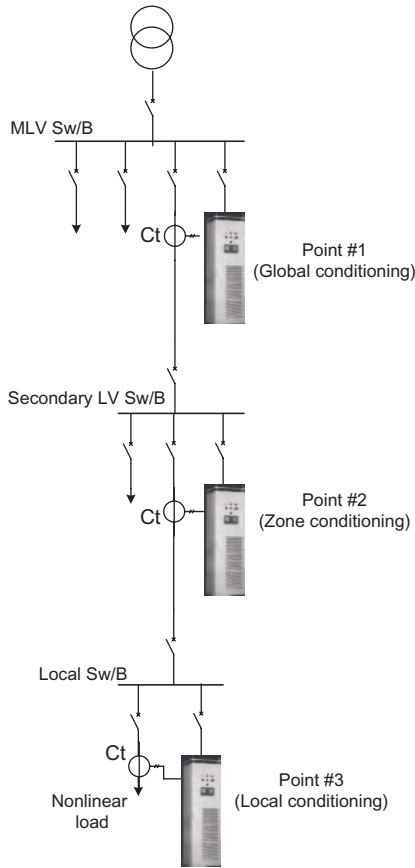 MLV Sw/B
Ct
Point #1
(Global conditioning)
Secondary LV Sw/B
Ct
Point #2
(Zone conditioning)
Local Sw/B
Ct
Nonlinear
load
Point #3
(Local conditioning)